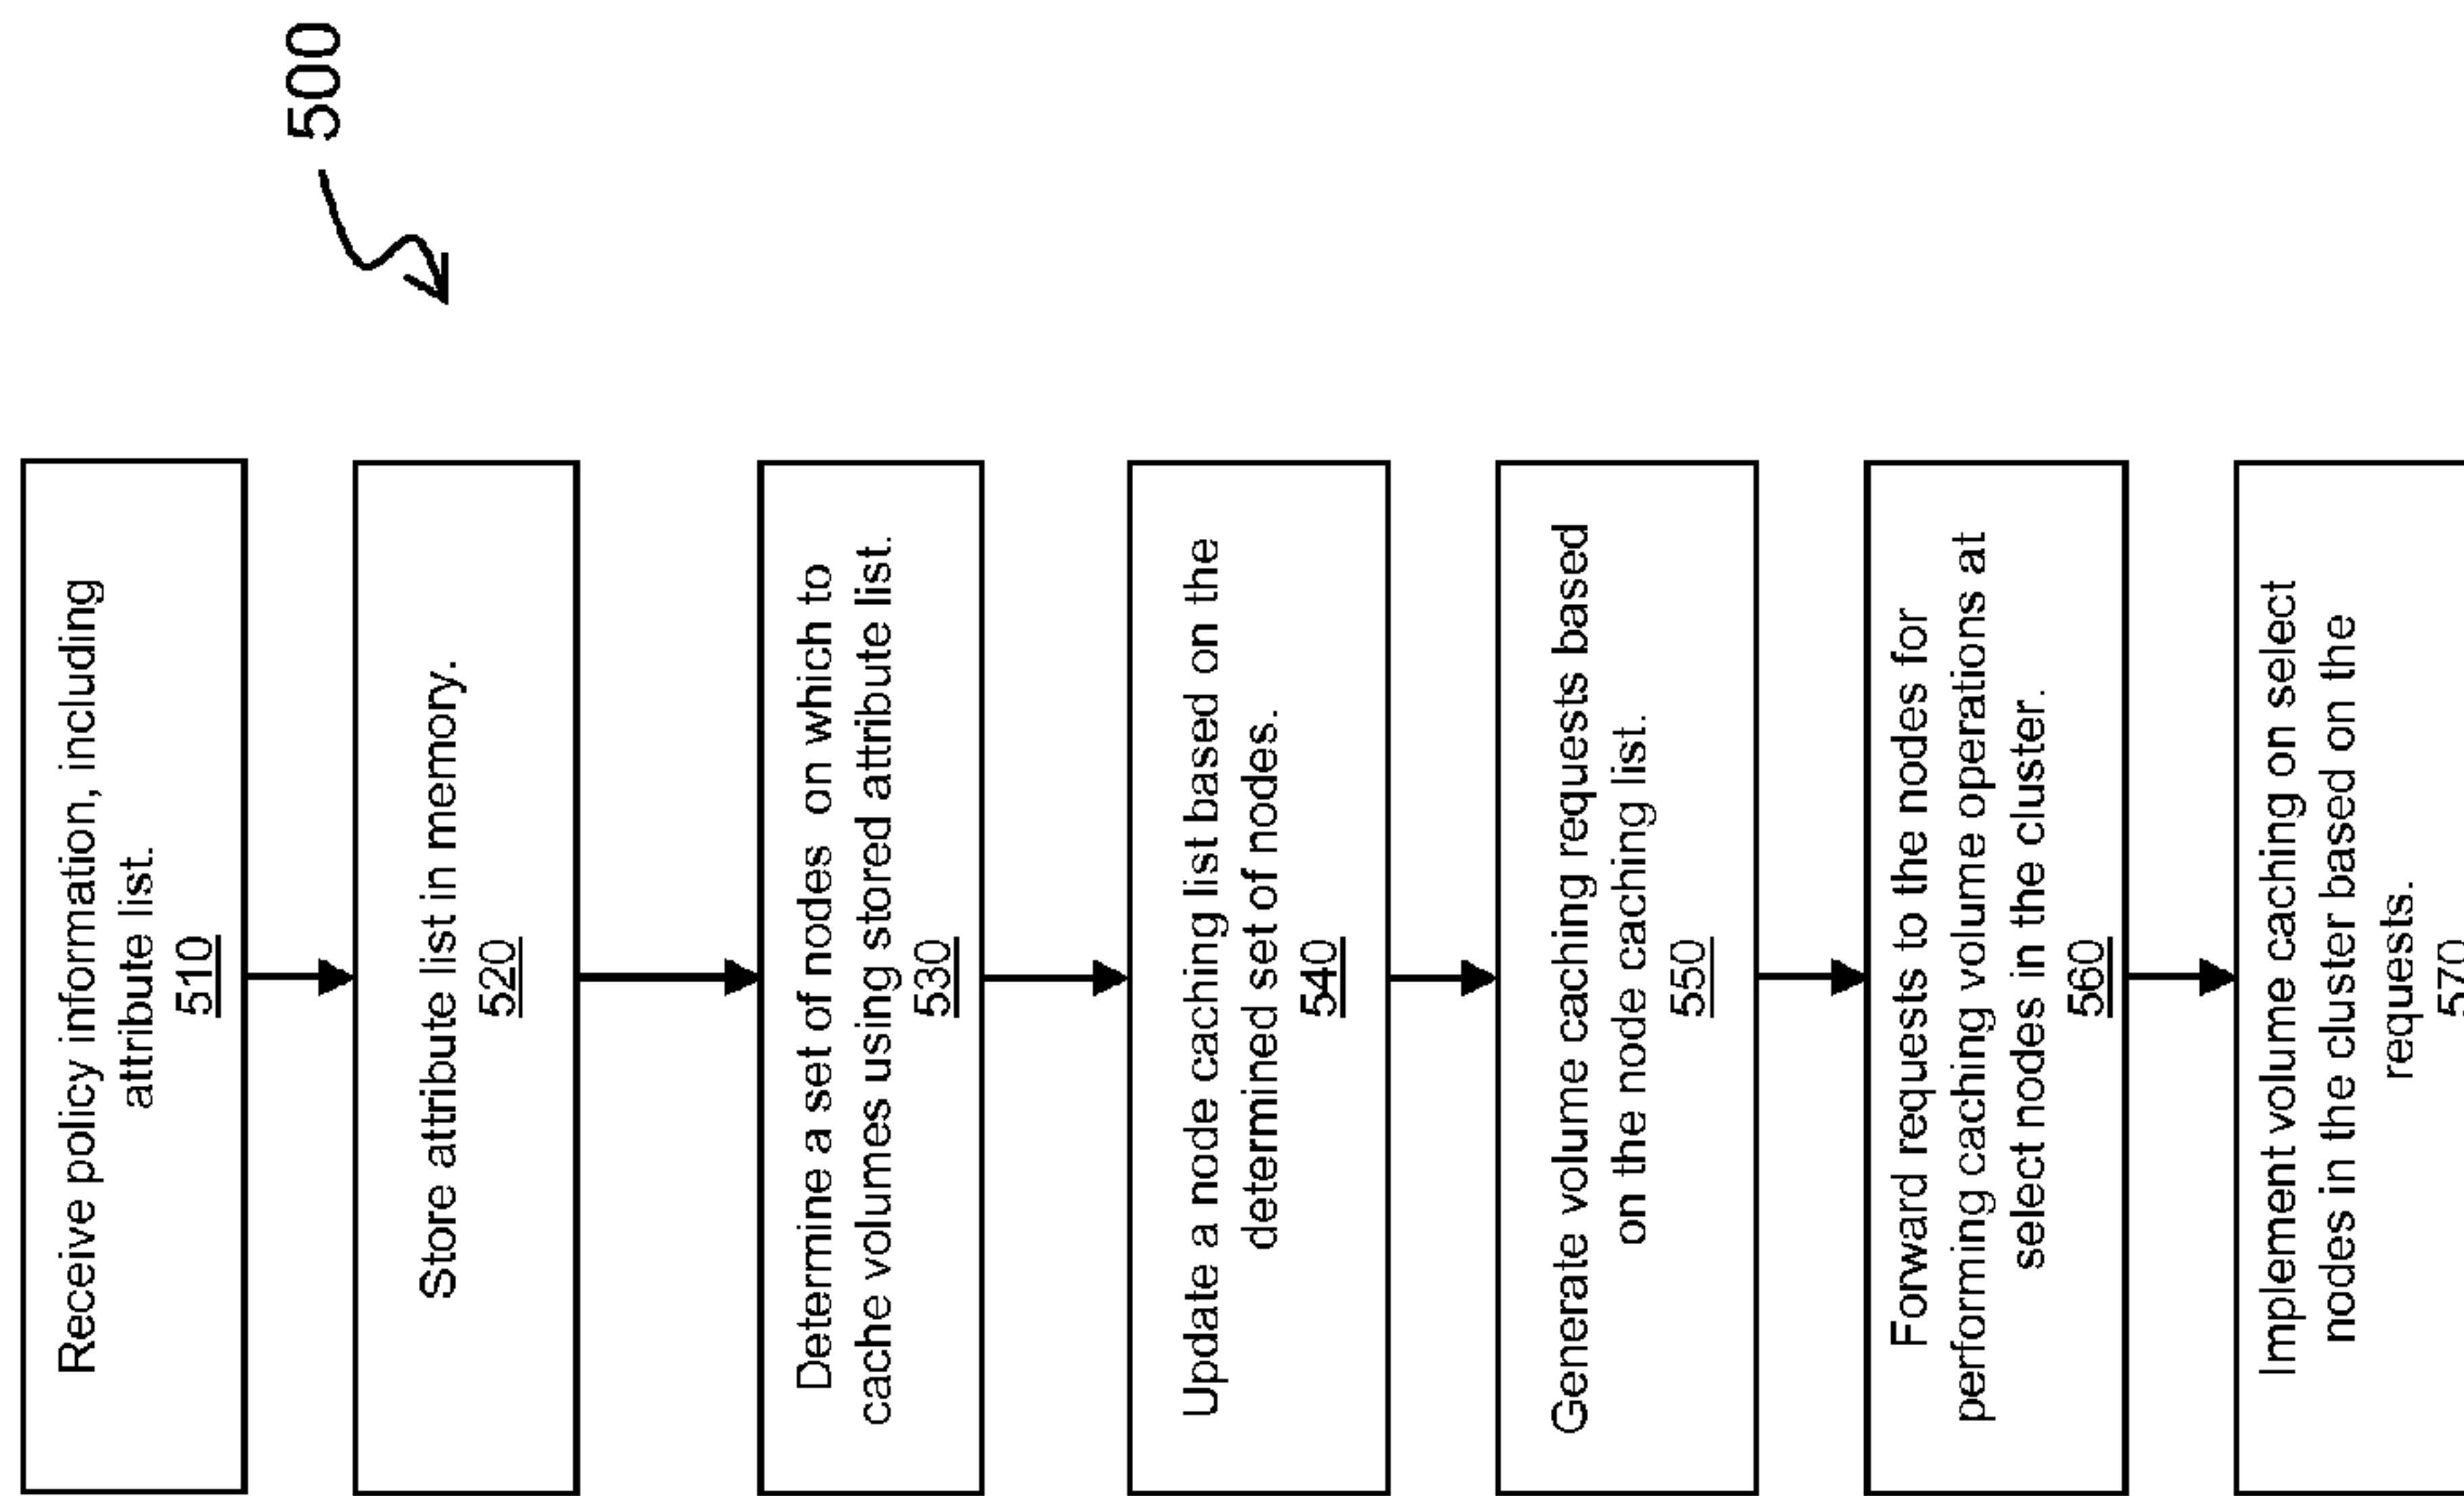 500
Receive policy information, including
attribute list.
510
Store attribute list in memory.
520
Determine a set of nodes on which to
cache volumes using stored attribute list.
530
Update a node caching list based on the
determined set of nodes.
540
Generate volume caching requests based
on the node caching list.
550
Forward requests to the nodes for
performing caching volume operations at
select nodes in the cluster.
560
Implement volume caching on select
nodes in the cluster based on the
requests.
570